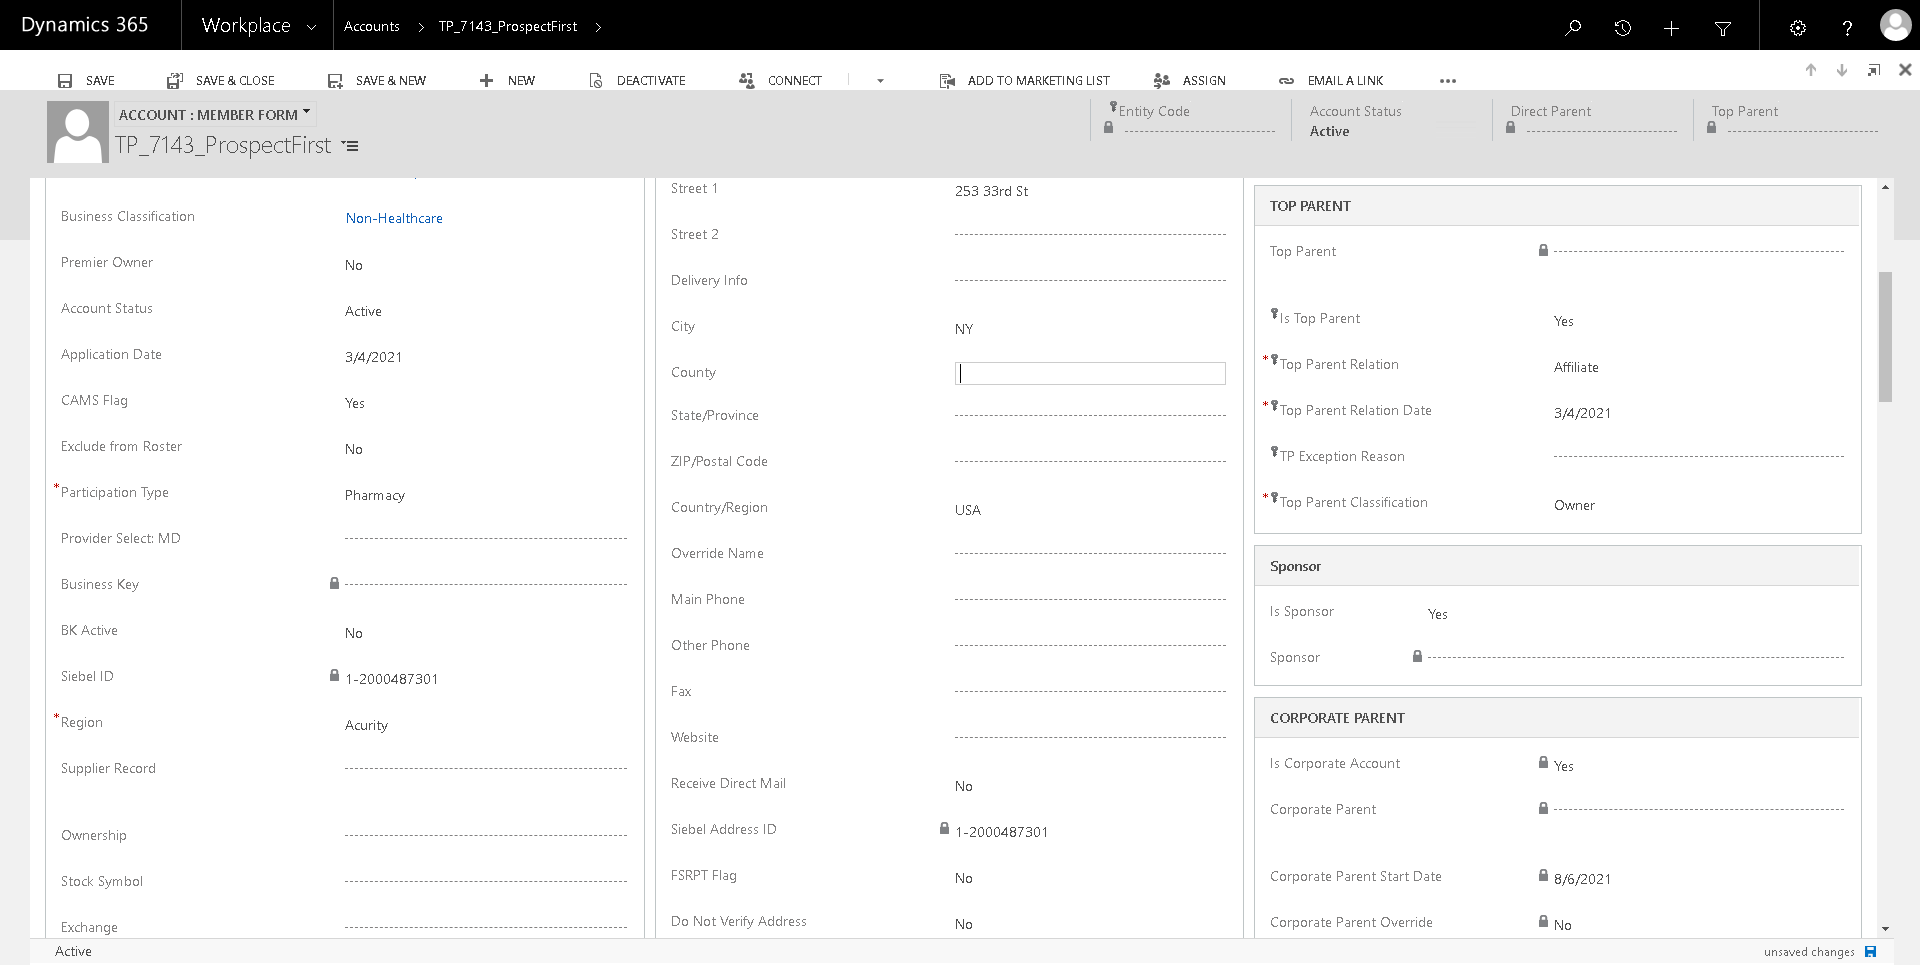 Dynamics 365
Workplace
Accounts
TP_7143_ProspectFirst
SAVE
SAVE & CLOSE
SAVE & NEW
NEW
DEACTIVATE
CONNECT
ADD TO MARKETING LIST
ASSIGN
EMAIL A LINK
ACCOUNT : MEMBER FORM
TP_7143_ProspectFirst
Entity Code
Account Status
Active
Direct Parent
Top Parent
Business Classification Non-Healthcare
Premier Owner No
Account Status Active
Application Date 3/4/2021
CAMS Flag Yes
Exclude from Roster No
*Participation Type Pharmacy
Provider Select: MD
Business Key
BK Active No
Siebel ID 1-2000487301
*Region Acurity
Supplier Record
Ownership
Stock Symbol
Exchange
Street 1 253 33rd St
Street 2
Delivery Info
City NY
County
State/Province
ZIP/Postal Code
Country/Region USA
Override Name
Main Phone
Other Phone
Fax
Website
Receive Direct Mail No
Siebel Address ID 1-2000487301
FSRPT Flag No
Do Not Verify Address No
TOP PARENT
Top Parent
Is Top Parent Yes
*Top Parent Relation Affiliate
*Top Parent Relation Date 3/4/2021
TP Exception Reason
*Top Parent Classification Owner
Sponsor
Is Sponsor Yes
Sponsor
CORPORATE PARENT
Is Corporate Account Yes
Corporate Parent
Corporate Parent Start Date 8/6/2021
Corporate Parent Override No
Active
unsaved changes